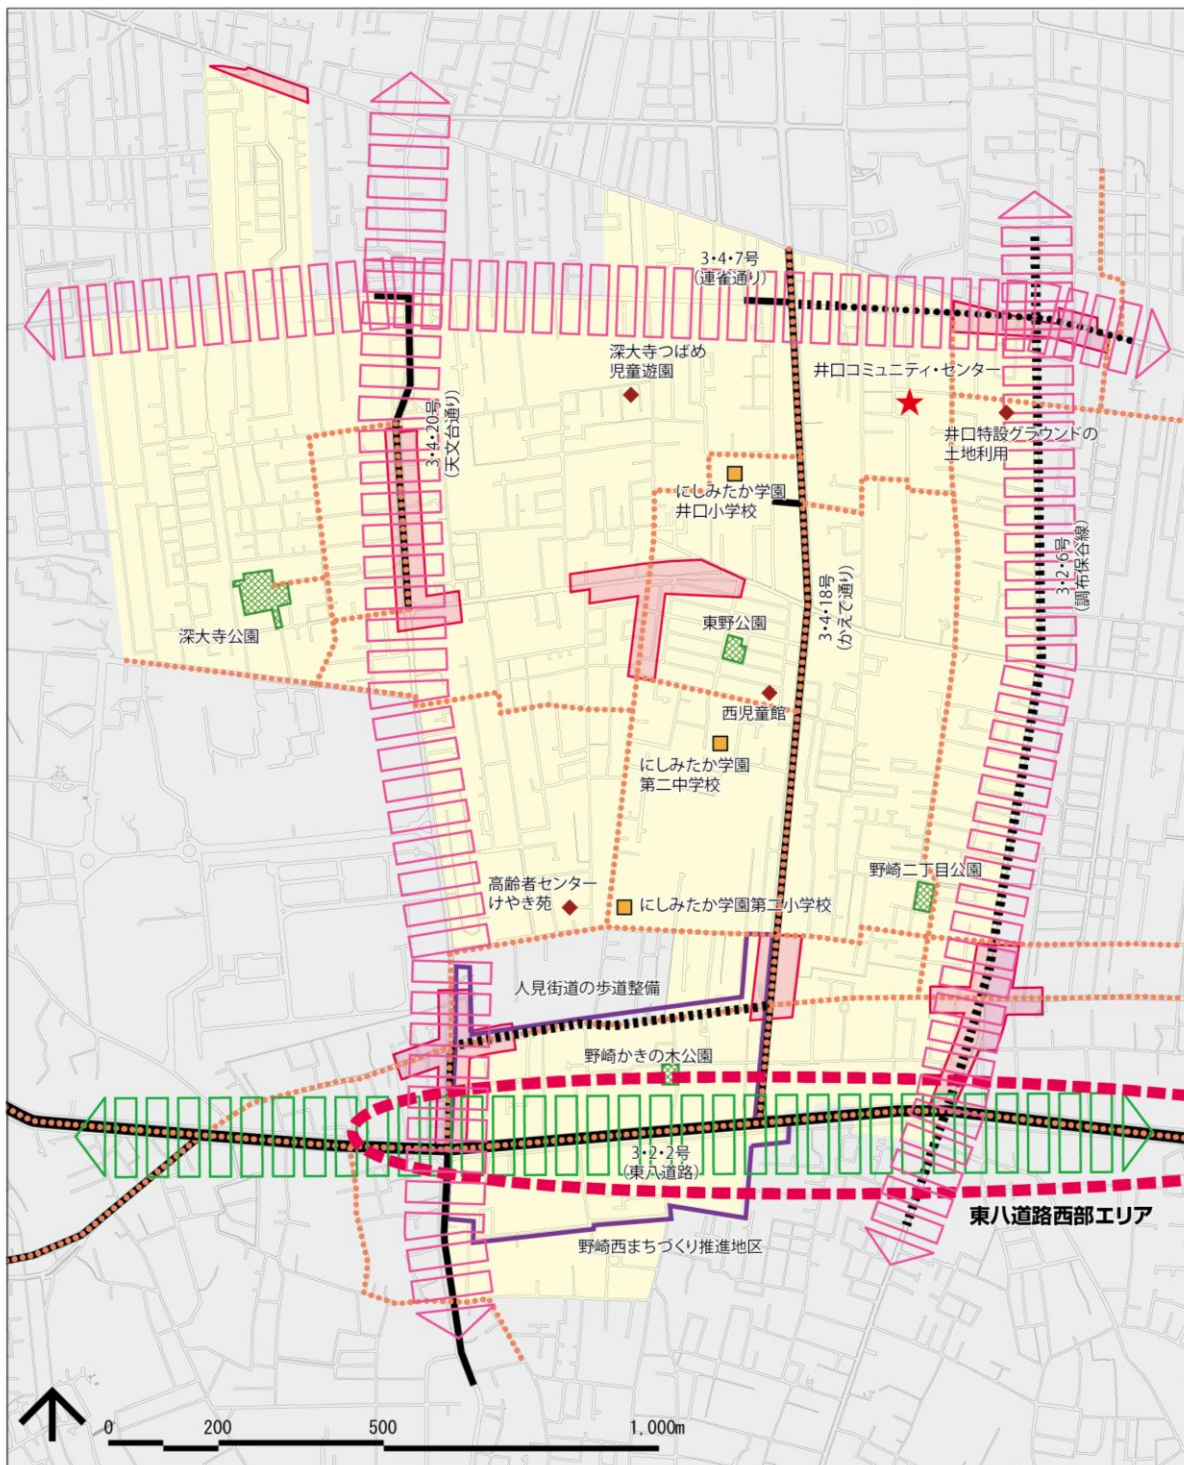 3・4・7号
(連雀通り)
深大寺つばめ
児童遊園
井口コミュニティ・センター
3・4・20号
(天文台通り)
井口特設グラウンドの
土地利用
にしみたか学園
井口小学校
3・2・6号
(調布保谷線)
3・4・18号
(かえで通り)
深大寺公園
東野公園
西児童館
にしみたか学園
第二中学校
野崎二丁目公園
高齢者センター
けやき苑
にしみたか学園第二小学校
人見街道の歩道整備
野崎かきの木公園
3・2・2号
(東八道路)
東八道路西部エリア
野崎西まちづくり推進地区
0 200 500 1,000m